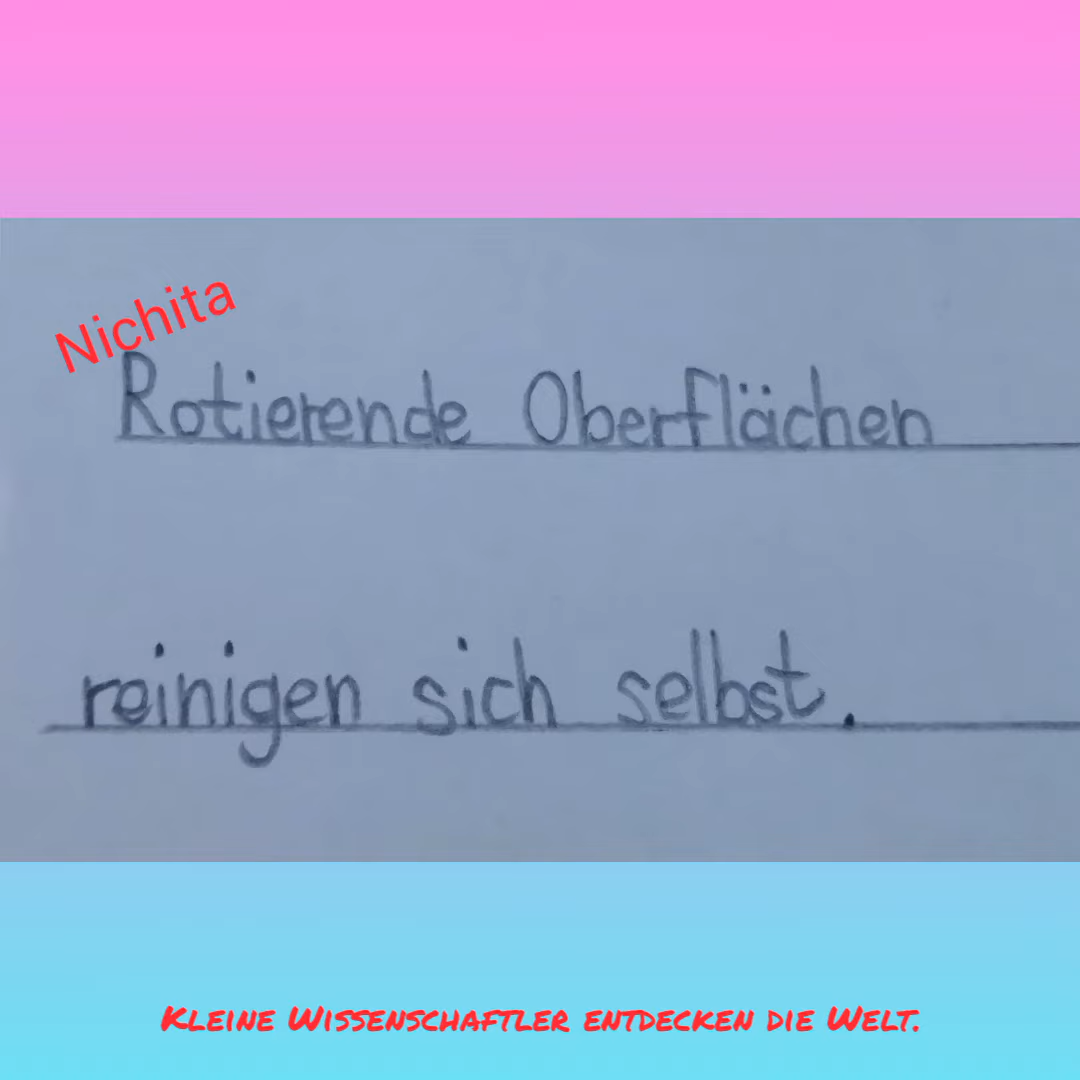 Nichita
Rotierende Oberflächen
reinigen sich selbst.
Kleine Wissenschaftler entdecken die Welt.